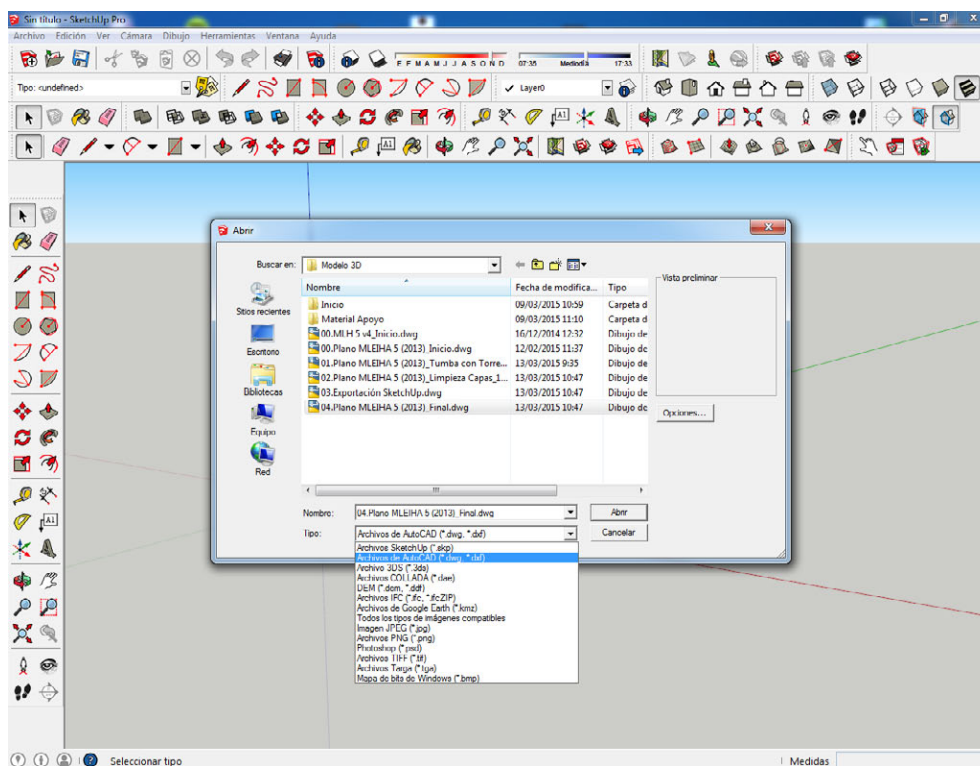 Sin título - SketchUp Pro
Archivo Edición Ver Cámara Dibujo Herramientas Ventana Ayuda
E F M A M J J A S O N D 07:35 Mediodía 17:33
Tipo: <undefined> Layer0
A1
A1
Abrir
Buscar en: Modelo 3D
Vista preliminar
Nombre Fecha de modifica... Tipo
Sitios recientes
Escritorio
Bibliotecas
Equipo
Red
Inicio 09/03/2015 10:59 Carpeta d
Material Apoyo 09/03/2015 11:10 Carpeta d
00.MLH 5 v4_Inicio.dwg 16/12/2014 12:32 Dibujo de
00.Plano MLEIHA 5 (2013)_Inicio.dwg 12/02/2015 11:37 Dibujo de
01.Plano MLEIHA 5 (2013)_Tumba con Torre... 13/03/2015 9:35 Dibujo de
02.Plano MLEIHA 5 (2013)_Limpieza Capas_1... 13/03/2015 10:47 Dibujo de
03.Exportación SketchUp.dwg 13/03/2015 10:47 Dibujo de
04.Plano MLEIHA 5 (2013)_Final.dwg 13/03/2015 10:47 Dibujo de
Opciones...
Nombre: 04.Plano MLEIHA 5 (2013)_Final.dwg Abrir
Tipo: Archivos de AutoCAD (*.dwg, *.dxf) Cancelar
Archivos SketchUp (*.skp)
Archivos de AutoCAD (*.dwg, *.dxf)
Archivo 3DS (*.3ds)
Archivos COLLADA (*.dae)
DEM (*.dem, *.ddf)
Archivos IFC (*.ifc, *.ifcZIP)
Archivos de Google Earth (*.kmz)
Todos los tipos de imágenes compatibles
Imagen JPEG (*.jpg)
Archivos PNG (*.png)
Photoshop (*.psd)
Archivos TIFF (*.tif)
Archivos Targa (*.tga)
Mapa de bits de Windows (*.bmp)
A1
Seleccionar tipo Medidas